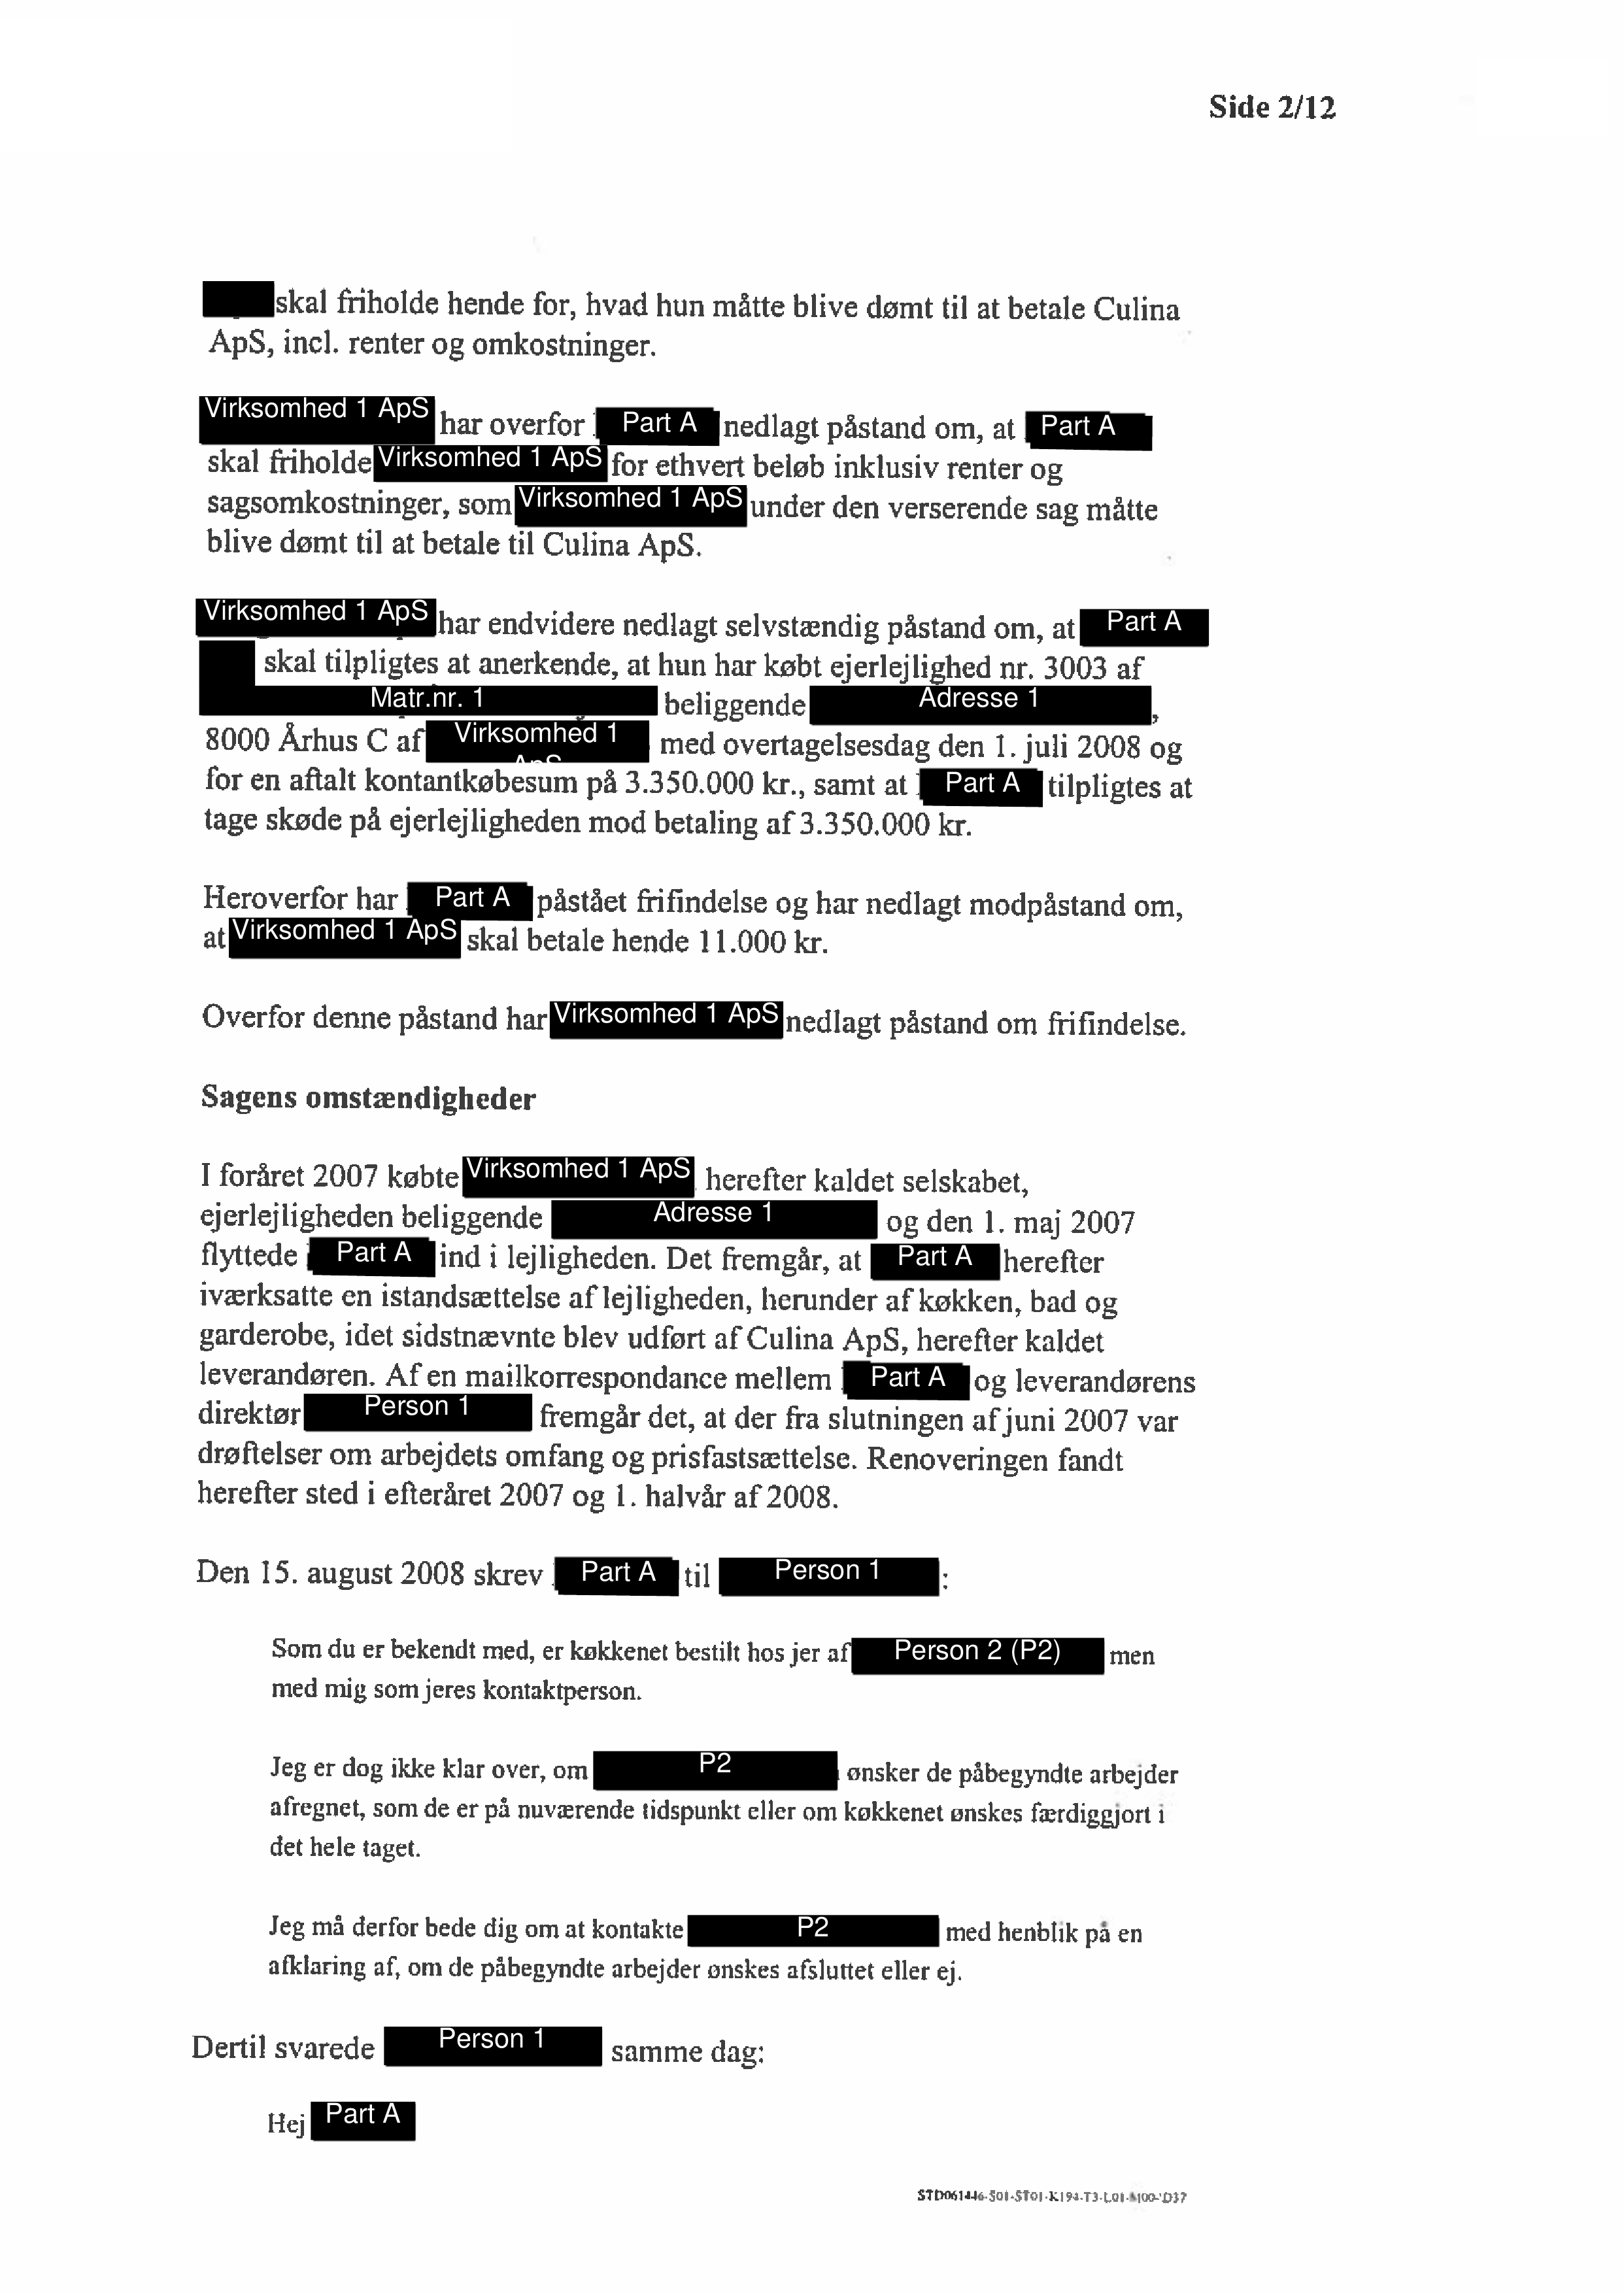 Side 2/12
skal friholde hende for, hvad hun måtte blive dømt til at betale Culina
ApS, incl. renter og omkostninger.
Virksomhed 1 ApS har overfor Part A nedlagt påstand om, at Part A
skal friholde Virksomhed 1 ApS for ethvert beløb inklusiv renter og
sagsomkostninger, som Virksomhed 1 ApS under den verserende sag måtte
blive dømt til at betale til Culina ApS.
Virksomhed 1 ApS har endvidere nedlagt selvstændig påstand om, at Part A
skal tilpligtes at anerkende, at hun har købt ejerlejlighed nr. 3003 af
Matr.nr. 1 beliggende Adresse 1,
8000 Århus C af Virksomhed 1 ApS med overtagelsesdag den 1. juli 2008 og
for en aftalt kontantkøbesum på 3.350.000 kr., samt at Part A tilpligtes at
tage skøde på ejerlejligheden mod betaling af 3.350.000 kr.
Heroverfor har Part A påstået frifindelse og har nedlagt modpåstand om,
at Virksomhed 1 ApS skal betale hende 11.000 kr.
Overfor denne påstand har Virksomhed 1 ApS nedlagt påstand om frifindelse.
Sagens omstændigheder
I foråret 2007 købte Virksomhed 1 ApS herefter kaldet selskabet,
ejerlejligheden beliggende Adresse 1 og den 1. maj 2007
flyttede Part A ind i lejligheden. Det fremgår, at Part A herefter
iværksatte en istandsættelse af lejligheden, herunder af køkken, bad og
garderobe, idet sidstnævnte blev udført af Culina ApS, herefter kaldet
leverandøren. Af en mailkorrespondance mellem Part A og leverandørens
direktør Person 1 fremgår det, at der fra slutningen af juni 2007 var
drøftelser om arbejdets omfang og prisfastsættelse. Renoveringen fandt
herefter sted i efteråret 2007 og 1. halvår af 2008.
Den 15. august 2008 skrev Part A til Person 1 :
Som du er bekendt med, er køkkenet bestilt hos jer af Person 2 (P2) men
med mig som jeres kontaktperson.
Jeg er dog ikke klar over, om P2 ønsker de påbegyndte arbejder
afregnet, som de er på nuværende tidspunkt eller om køkkenet ønskes færdiggjort i
det hele taget.
Jeg må derfor bede dig om at kontakte P2 med henblik på en
afklaring af, om de påbegyndte arbejder ønskes afsluttet eller ej.
Dertil svarede Person 1 samme dag:
Hej Part A